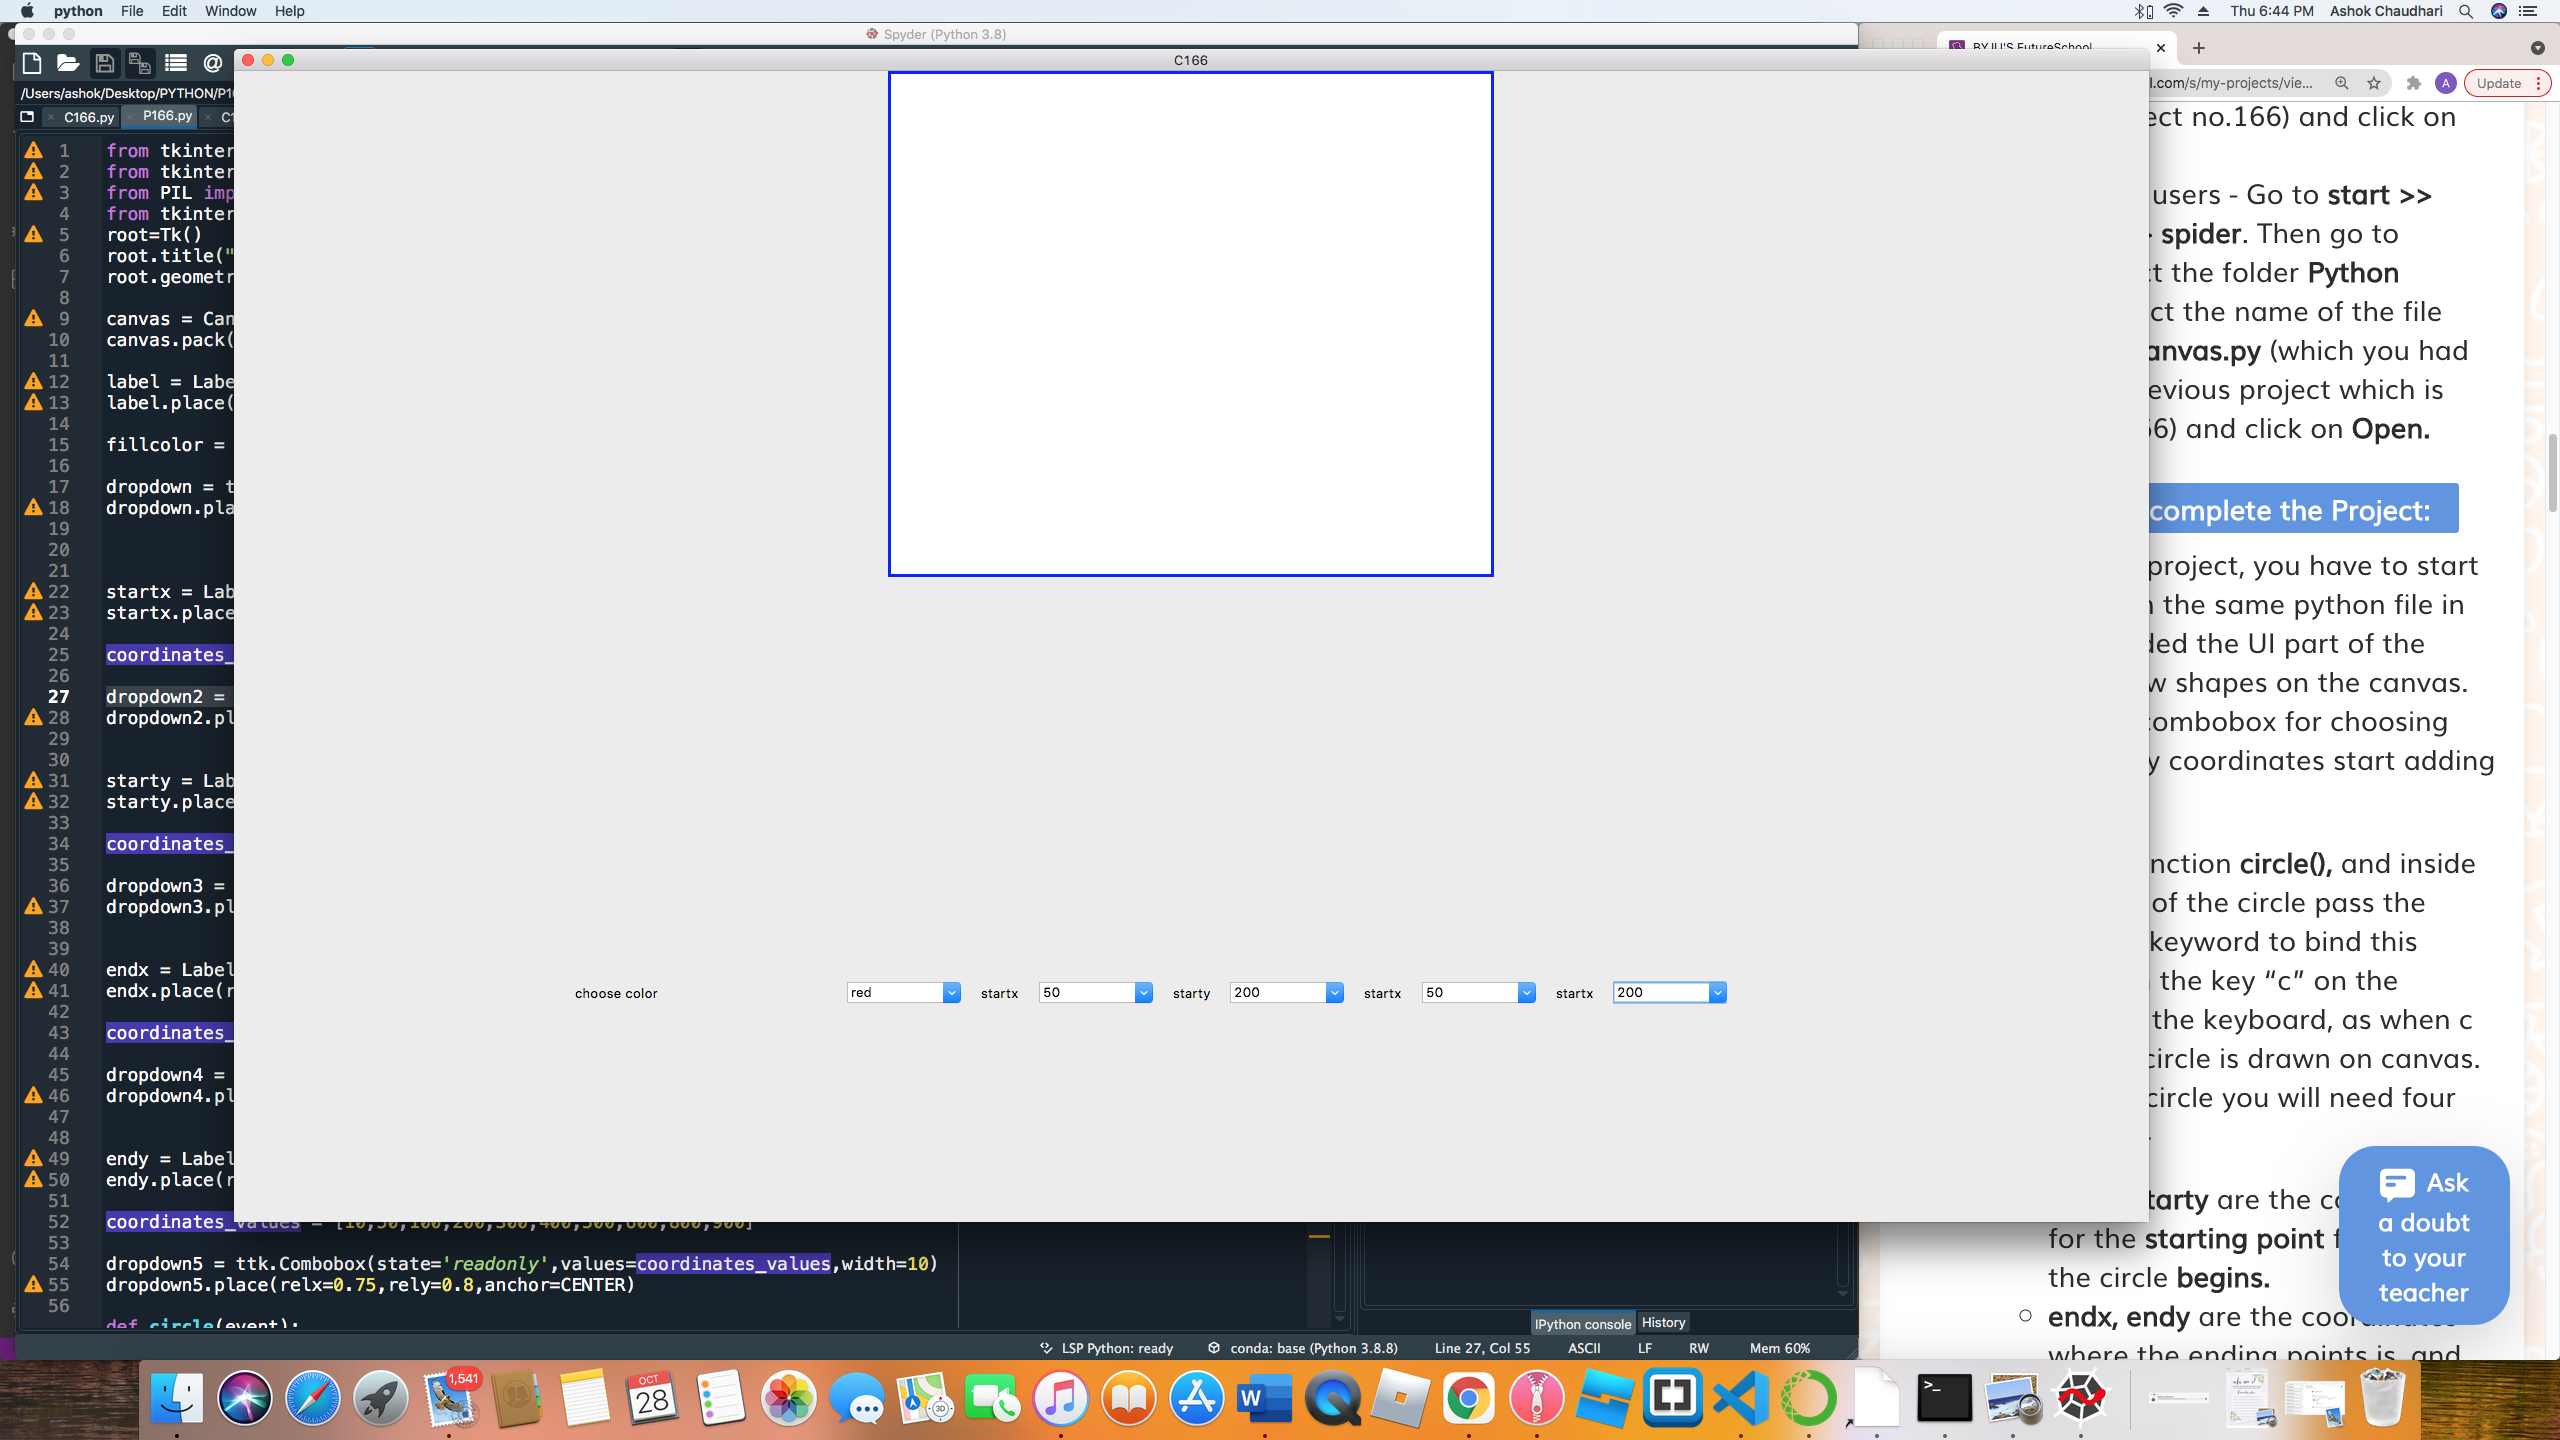 python File Edit Window Help
Thu 6:44 PM Ashok Chaudhari
Spyder (Python 3.8)
C166
BYJU'S FutureSchool
/Users/ashok/Desktop/PYTHON/P16
l.com/s/my-projects/vie...
Update
C166.py P166.py C1
1 from tkinter
2 from tkinter
3 from PIL imp
4 from tkinter
5 root=Tk()
6 root.title("
7 root.geometr
8
9 canvas = Can
10 canvas.pack(
11
12 label = Labe
13 label.place(
14
15 fillcolor =
16
17 dropdown = t
18 dropdown.pla
19
20
21
22 startx = Lab
23 startx.place
24
25 coordinates_
26
27 dropdown2 =
28 dropdown2.pl
29
30
31 starty = Lab
32 starty.place
33
34 coordinates_
35
36 dropdown3 =
37 dropdown3.pl
38
39
40 endx = Label
41 endx.place(r
42
43 coordinates_
44
45 dropdown4 =
46 dropdown4.pl
47
48
49 endy = Label
50 endy.place(r
51
52 coordinates_values = [10,50,100,200,300,400,500,600,800,900]
53
54 dropdown5 = ttk.Combobox(state='readonly',values=coordinates_values,width=10)
55 dropdown5.place(relx=0.75,rely=0.8,anchor=CENTER)
56
def circle(event):
choose color red startx 50 starty 200 startx 50 startx 200
ect no.166) and click on
users - Go to start >>
spider. Then go to
t the folder Python
ct the name of the file
anvas.py (which you had
evious project which is
66) and click on Open.
complete the Project:
project, you have to start
the same python file in
ded the UI part of the
w shapes on the canvas.
combobox for choosing
y coordinates start adding
nction circle(), and inside
of the circle pass the
keyword to bind this
the key “c” on the
the keyboard, as when c
circle is drawn on canvas.
circle you will need four
tarty are the co
for the starting point f
the circle begins.
endx, endy are the coordinates
where the ending points is, and
Ask
a doubt
to your
teacher
IPython console History
LSP Python: ready conda: base (Python 3.8.8) Line 27, Col 55 ASCII LF RW Mem 60%
1,541
OCT
28
3D
W
>_